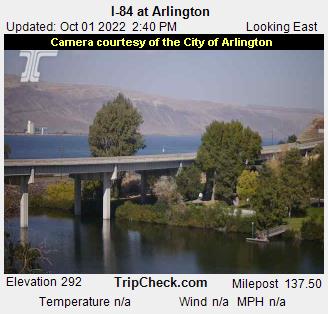 I-84 at Arlington
Updated: Oct 01 2022 2:40 PM Looking East
Camera courtesy of the City of Arlington
Elevation 292 TripCheck.com Milepost 137.50
Temperature n/a Wind n/a MPH n/a